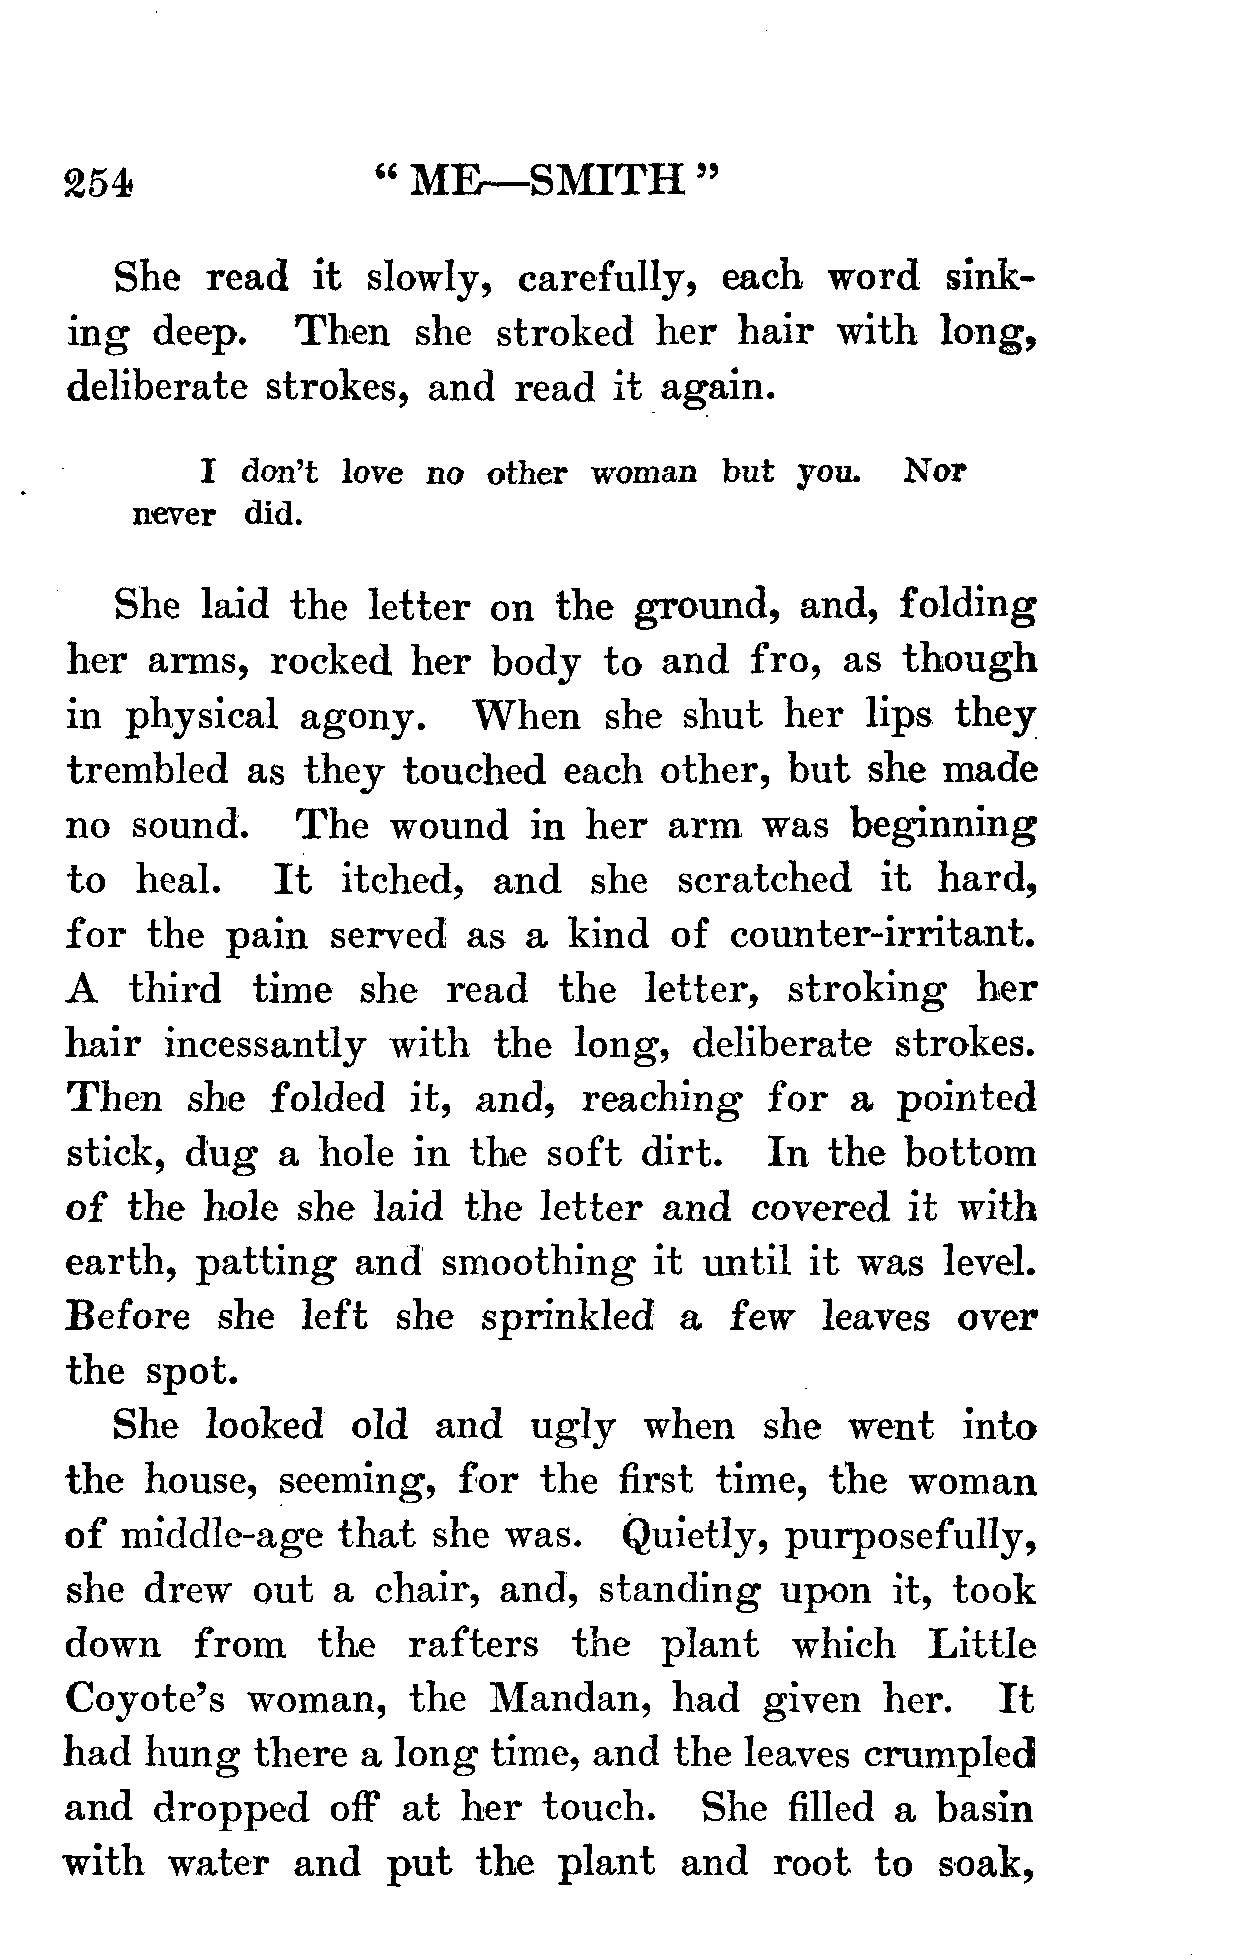 254 " ME—SMITH "
She read it slowly, carefully, each word sink-
ing deep. Then she stroked her hair with long,
deliberate strokes, and read it again.
I don't love no other woman but you. Nor
never did.
She laid the letter on the ground, and, folding
her arms, rocked her body to and fro, as though
in physical agony. When she shut her lips they
trembled as they touched each other, but she made
no sound. The wound in her arm was beginning
to heal. It itched, and she scratched it hard,
for the pain served as a kind of counter-irritant.
A third time she read the letter, stroking her
hair incessantly with the long, deliberate strokes.
Then she folded it, and, reaching for a pointed
stick, dug a hole in the soft dirt. In the bottom
of the hole she laid the letter and covered it with
earth, patting and smoothing it until it was level.
Before she left she sprinkled a few leaves over
the spot.
She looked old and ugly when she went into
the house, seeming, for the first time, the woman
of middle-age that she was. Quietly, purposefully,
she drew out a chair, and, standing upon it, took
down from the rafters the plant which Little
Coyote's woman, the Mandan, had given her. It
had hung there a long time, and the leaves crumpled
and dropped off at her touch. She filled a basin
with water and put the plant and root to soak,